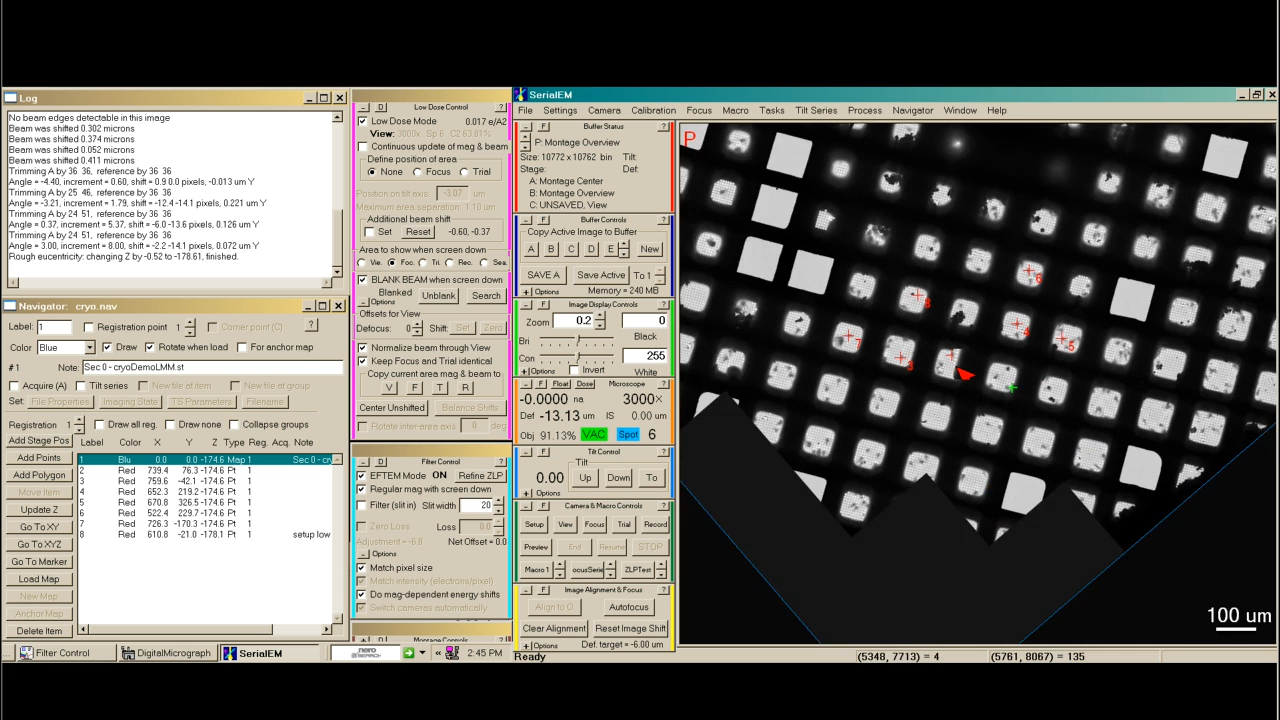 Log
No beam edges detectable in this image
Beam was shifted 0.302 microns
Beam was shifted 0.374 microns
Beam was shifted 0.052 microns
Beam was shifted 0.411 microns
Trimming A by 36 36, reference by 36 36
Angle = -4.40, increment = 0.60, shift = 0.9 0.0 pixels, -0.013 um Y
Trimming A by 25 46, reference by 36 36
Angle = -3.21, increment = 1.79, shift = -12.4 -14.1 pixels, 0.221 um Y
Trimming A by 24 51, reference by 36 36
Angle = 0.37, increment = 5.37, shift = -6.0 -13.6 pixels, 0.126 um Y
Trimming A by 24 51, reference by 36 36
Angle = 3.00, increment = 8.00, shift = -2.2 -14.1 pixels, 0.072 um Y
Rough eucentricity: changing Z by -0.52 to -178.61, finished.
Navigator: cryo.nav
Label: 1 Registration point 1 Corner point (C) ?
Color Blue Draw Rotate when load For anchor map
#1 Note: Sec 0 - cryoDemoLMM.st
Acquire (A) Tilt series New file at item New file at group
Set: File Properties Imaging State TS Parameters Filename
Registration 1 Draw all reg. Draw none Collapse groups
Label Color X Y Z Type Reg. Acq. Note
1 Blu 0.0 0.0 -174.6 Map 1 Sec 0 - cry
2 Red 739.4 76.3 -174.6 Pt 1
3 Red 759.6 -42.1 -174.6 Pt 1
4 Red 652.3 219.2 -174.6 Pt 1
5 Red 670.8 326.5 -174.6 Pt 1
6 Red 522.4 229.7 -174.6 Pt 1
7 Red 726.3 -170.3 -174.6 Pt 1
8 Red 610.8 -21.0 -178.1 Pt 1 setup low
Add Stage Pos
Add Points
Add Polygon
Move Item
Update Z
Go To XY
Go To XYZ
Go To Marker
Load Map
New Map
Anchor Map
Delete Item
D Low Dose Control ?
Low Dose Mode 0.017 e/A2
View: 3000x Sp 6 C2 63.81%
Continuous update of mag & beam
Define position of area
None Focus Trial
Position on tilt axis: -3.07 um
Maximum area separation: 1.10 um
Additional beam shift
Set Reset -0.60, -0.37
Area to show when screen down
Vie. Foc. Tri. Rec. Sea.
BLANK BEAM when screen down
Blanked Unblank Search
Options
Offsets for View
Defocus: 0 Shift: Set Zero
Normalize beam through View
Keep Focus and Trial identical
Copy current area mag & beam to
V F T R
Center Unshifted Balance Shifts
Rotate inter-area axis 0 deg
D Filter Control ?
EFTEM Mode ON Refine ZLP
Regular mag with screen down
Filter (slit in) Slit width 20
Zero Loss Loss 0.0
Adjustment = -6.8 Net Offset = 0.0
Options
Match pixel size
Match intensity (electrons/pixel)
Do mag-dependent energy shifts
Switch cameras automatically
Montage Controls
SerialEM
File Settings Camera Calibration Focus Macro Tasks Tilt Series Process Navigator Window Help
F Buffer Status ?
P: Montage Overview
Size: 10772 x 10762 bin Tilt:
Stage: Def:
A: Montage Center
B: Montage Overview
C: UNSAVED, View
F Buffer Controls ?
Copy Active Image to Buffer
A B C D E New
SAVE A Save Active To 1
Options Memory = 240 MB
F Image Display Controls ?
Zoom 0.2 0
Bri Black
Con 255
Invert White
F Float Dose Microscope ?
-0.0000 na 3000x
Def -13.13 um IS 0.00 um
Obj 91.13% VAC Spot 6
F Tilt Control ?
Tilt
0.00 Up Down To
Options
F Camera & Macro Controls ?
Setup View Focus Trial Record
Preview End Resume STOP
Macro 1 ocusSerie ZLPTest
F Image Alignment & Focus ?
Align to O Autofocus
Clear Alignment Reset Image Shift
Options Def. target = -6.00 um
P
6
8
4
5
7
3
100 um
Ready (5348, 7713) = 4 (5761, 8067) = 135
... Filter Control DigitalMicrograph SerialEM nero SEARCH « 2:45 PM